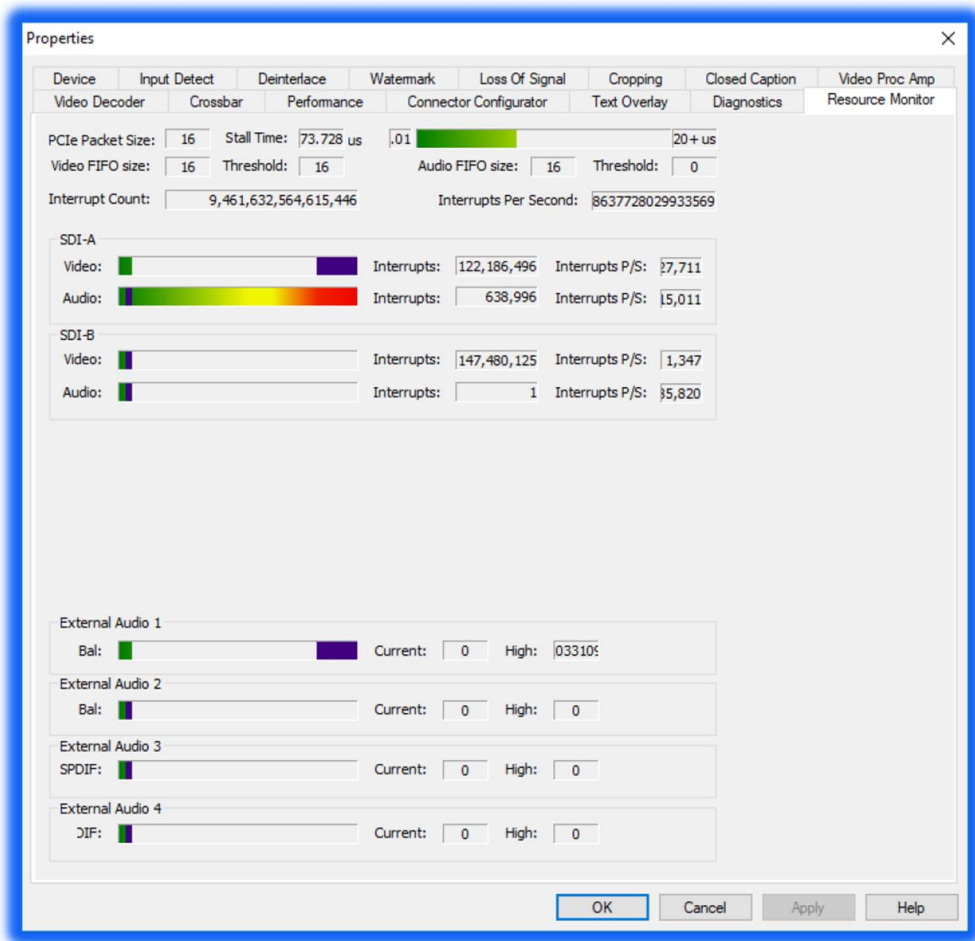 Properties
Device Input Detect Deinterlace Watermark Loss Of Signal Cropping Closed Caption Video Proc Amp
Video Decoder Crossbar Performance Connector Configurator Text Overlay Diagnostics Resource Monitor
PCIe Packet Size: 16 Stall Time: 73.728 us .01 20+ us
Video FIFO size: 16 Threshold: 16 Audio FIFO size: 16 Threshold: 0
Interrupt Count: 9,461,632,564,615,446 Interrupts Per Second: 8637728029933569
SDI-A
Video: Interrupts: 122,186,496 Interrupts P/S: 27,711
Audio: Interrupts: 638,996 Interrupts P/S: 15,011
SDI-B
Video: Interrupts: 147,480,125 Interrupts P/S: 1,347
Audio: Interrupts: 1 Interrupts P/S: 35,820
External Audio 1
Bal: Current: 0 High: 033109
External Audio 2
Bal: Current: 0 High: 0
External Audio 3
SPDIF: Current: 0 High: 0
External Audio 4
DIF: Current: 0 High: 0
OK Cancel Apply Help